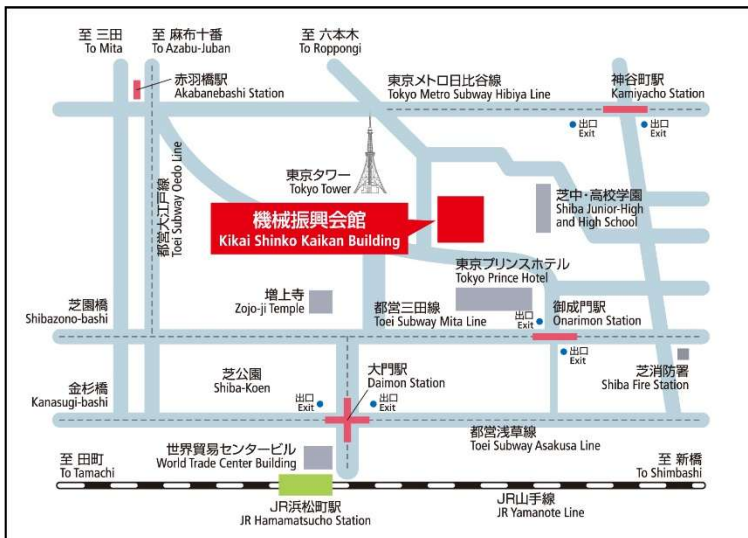 至 三田
To Mita
至 麻布十番
To Azabu-Juban
至 六本木
To Roppongi
赤羽橋駅
Akabanebashi Station
東京メトロ日比谷線
Tokyo Metro Subway Hibiya Line
神谷町駅
Kamiyacho Station
出口
Exit
出口
Exit
都営大江戸線
Toei Subway Oedo Line
東京タワー
Tokyo Tower
芝中・高校学園
Shiba Junior-High
and High School
機械振興会館
Kikai Shinko Kaikan Building
東京プリンスホテル
Tokyo Prince Hotel
増上寺
Zojo-ji Temple
都営三田線
Toei Subway Mita Line
出口
Exit
御成門駅
Onarimon Station
芝園橋
Shibazono-bashi
出口
Exit
芝消防署
Shiba Fire Station
金杉橋
Kanasugi-bashi
芝公園
Shiba-Koen
大門駅
Daimon Station
出口
Exit
出口
Exit
都営浅草線
Toei Subway Asakusa Line
世界貿易センタービル
World Trade Center Building
至 田町
To Tamachi
至 新橋
To Shimbashi
JR浜松町駅
JR Hamamatsucho Station
JR山手線
JR Yamanote Line